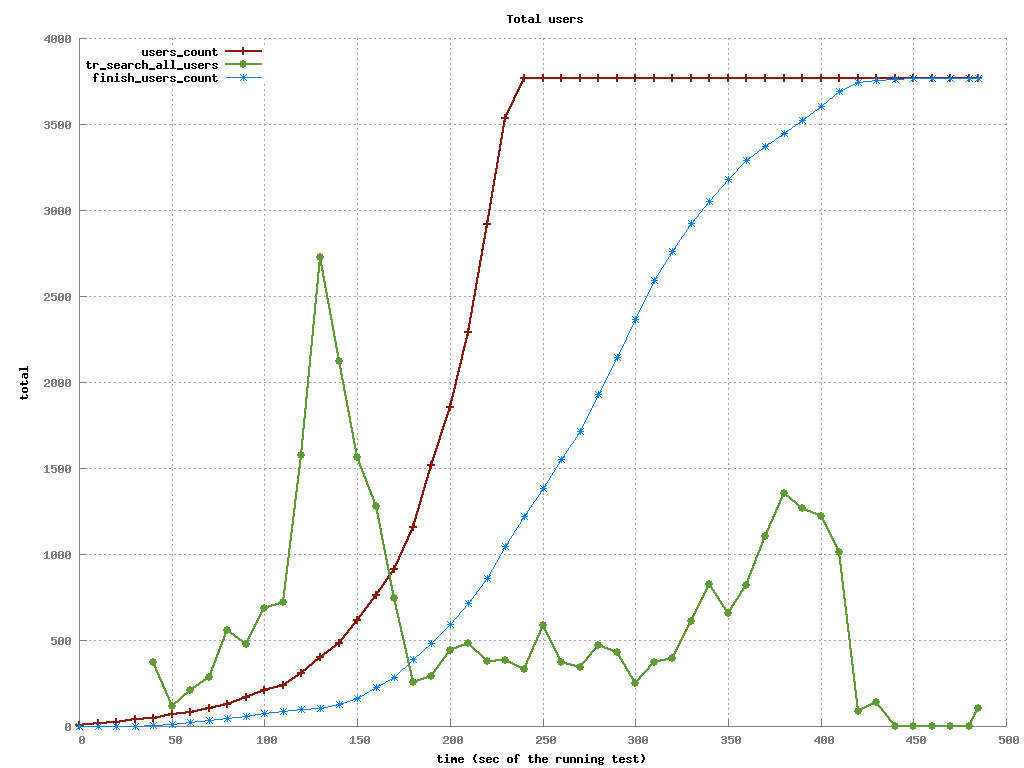 Total users
users_count
tr_search_all_users
finish_users_count
4000
3500
3000
2500
2000
1500
1000
500
0
total
0 50 100 150 200 250 300 350 400 450 500
time (sec of the running test)